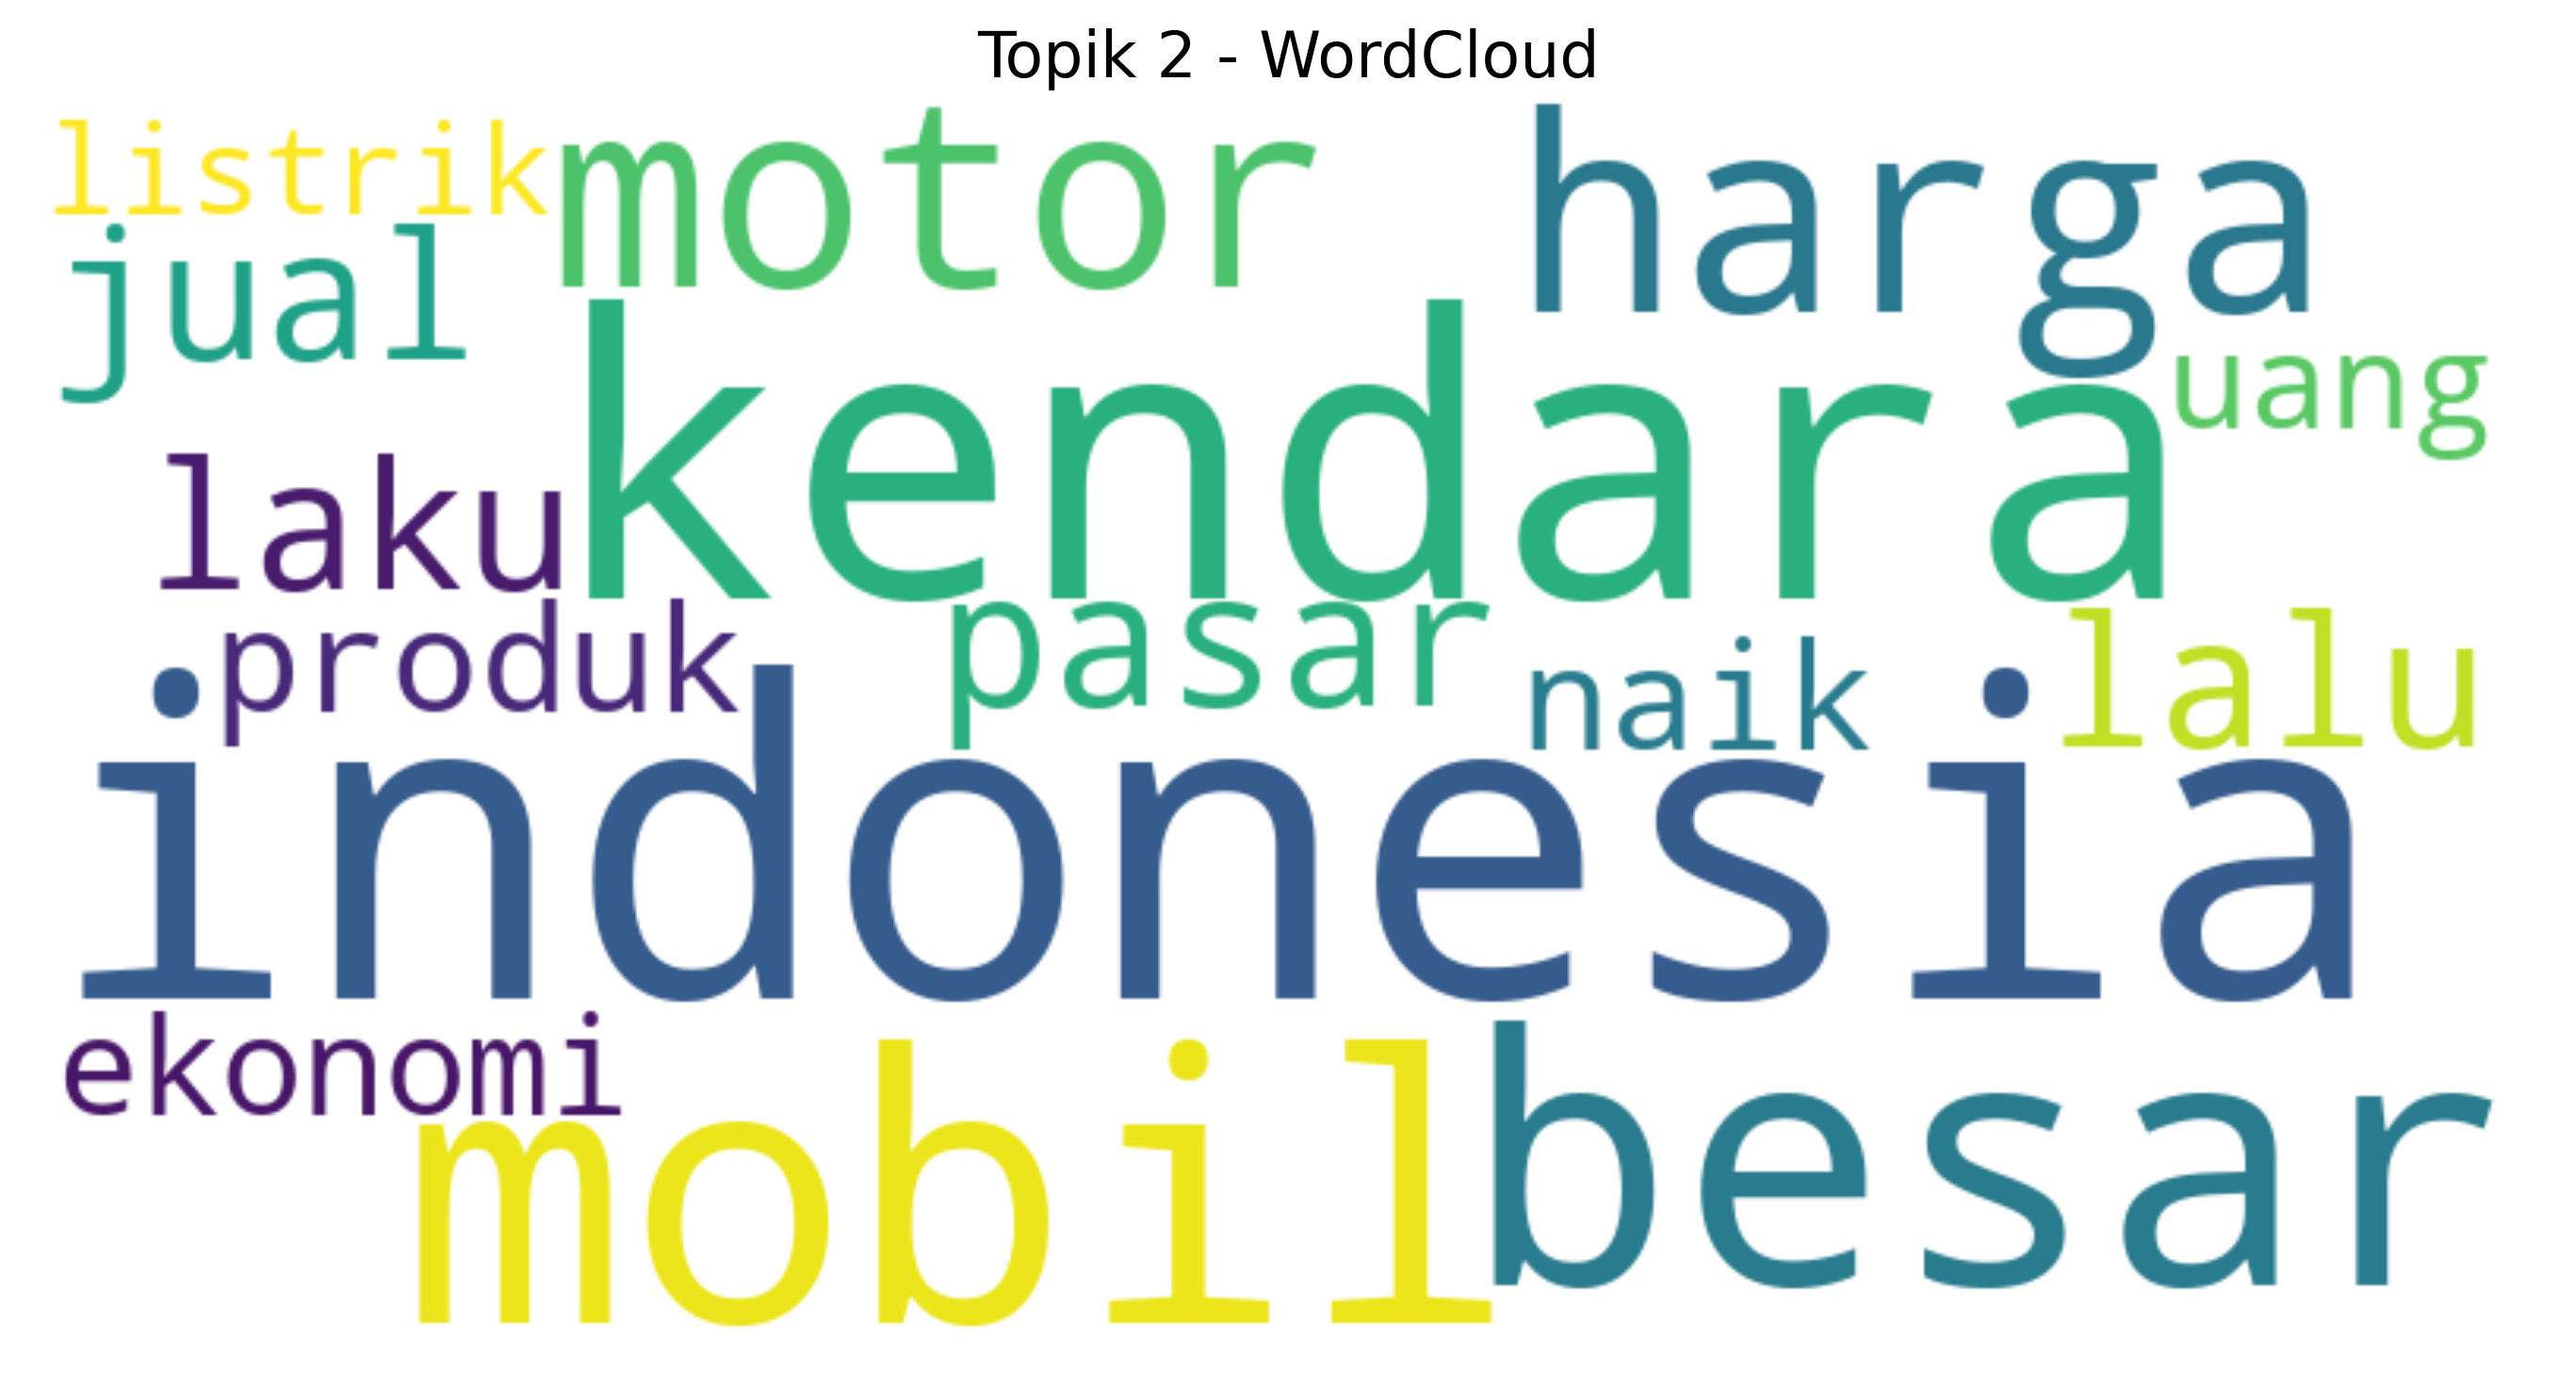 Topik 2 - WordCloud
listrik motor harga
jual
kendara uang
laku
produk pasar naik lalu
indonesia
ekonomi
mobil besar